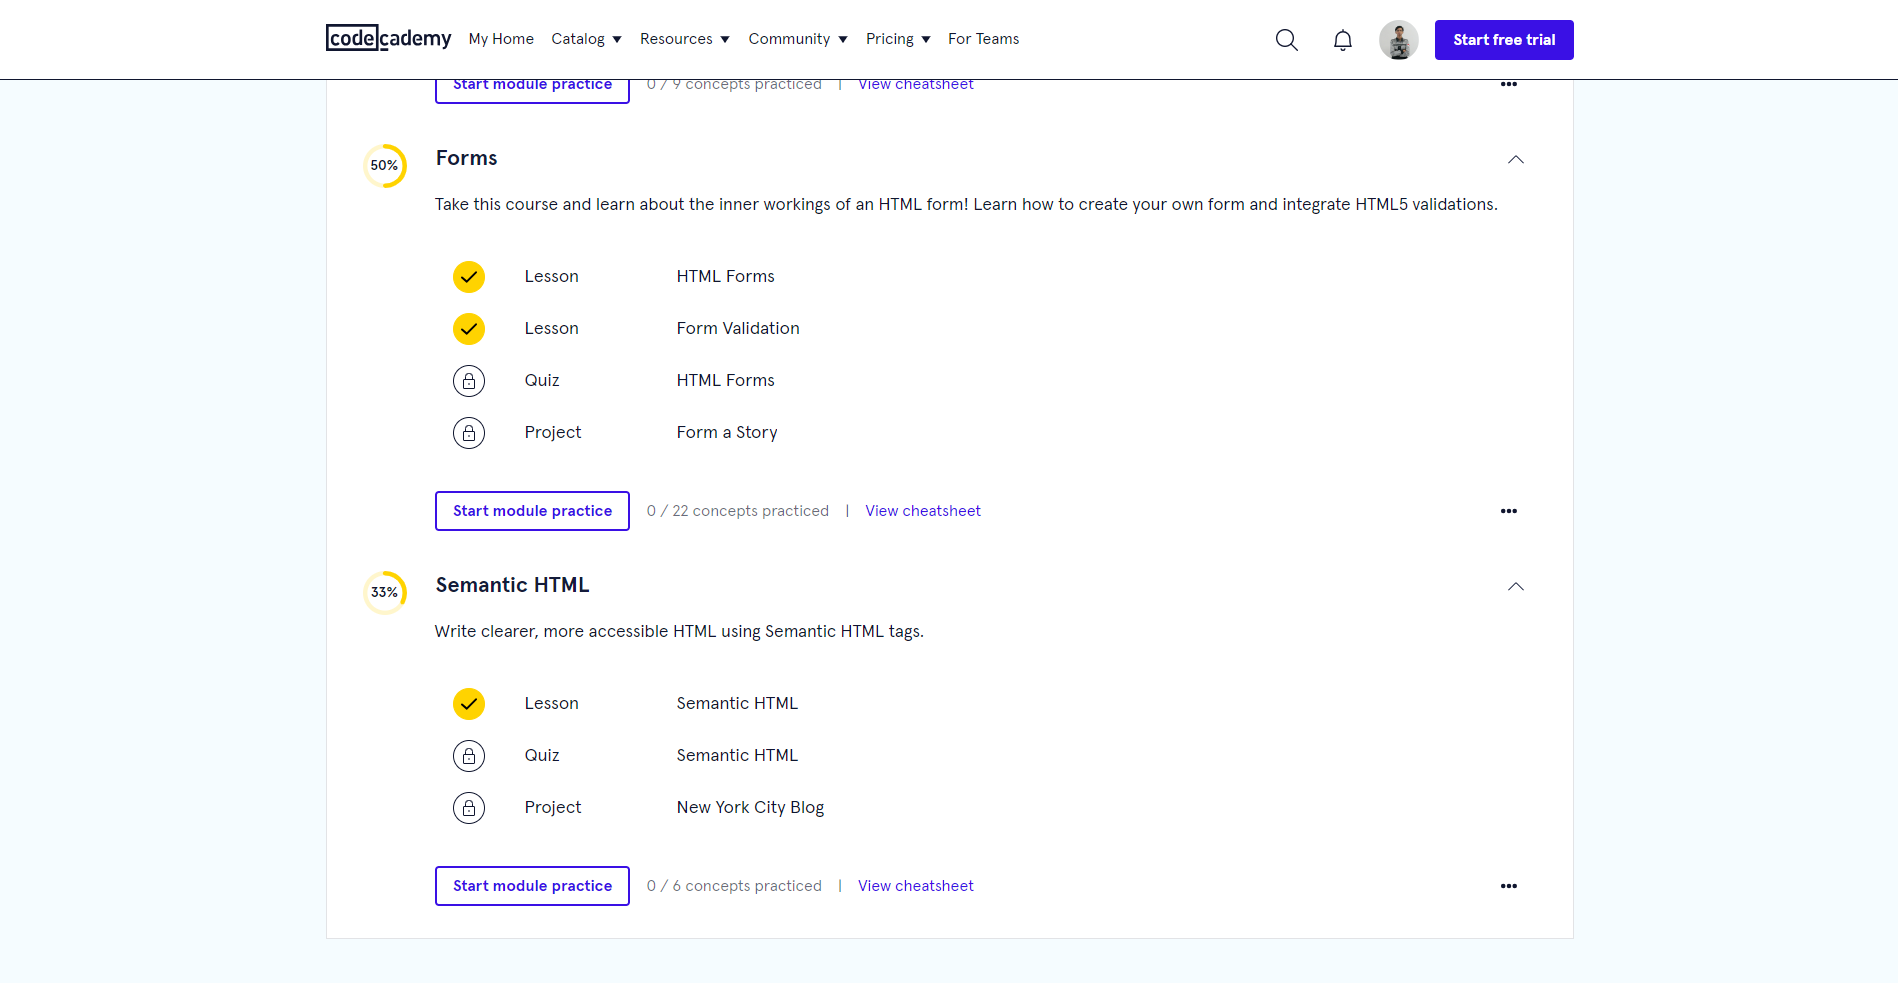 codecademy My Home Catalog Resources Community Pricing For Teams Start free trial
Start module practice 0 / 9 concepts practiced | View cheatsheet
50% Forms
Take this course and learn about the inner workings of an HTML form! Learn how to create your own form and integrate HTML5 validations.
Lesson HTML Forms
Lesson Form Validation
Quiz HTML Forms
Project Form a Story
Start module practice 0 / 22 concepts practiced | View cheatsheet
33% Semantic HTML
Write clearer, more accessible HTML using Semantic HTML tags.
Lesson Semantic HTML
Quiz Semantic HTML
Project New York City Blog
Start module practice 0 / 6 concepts practiced | View cheatsheet